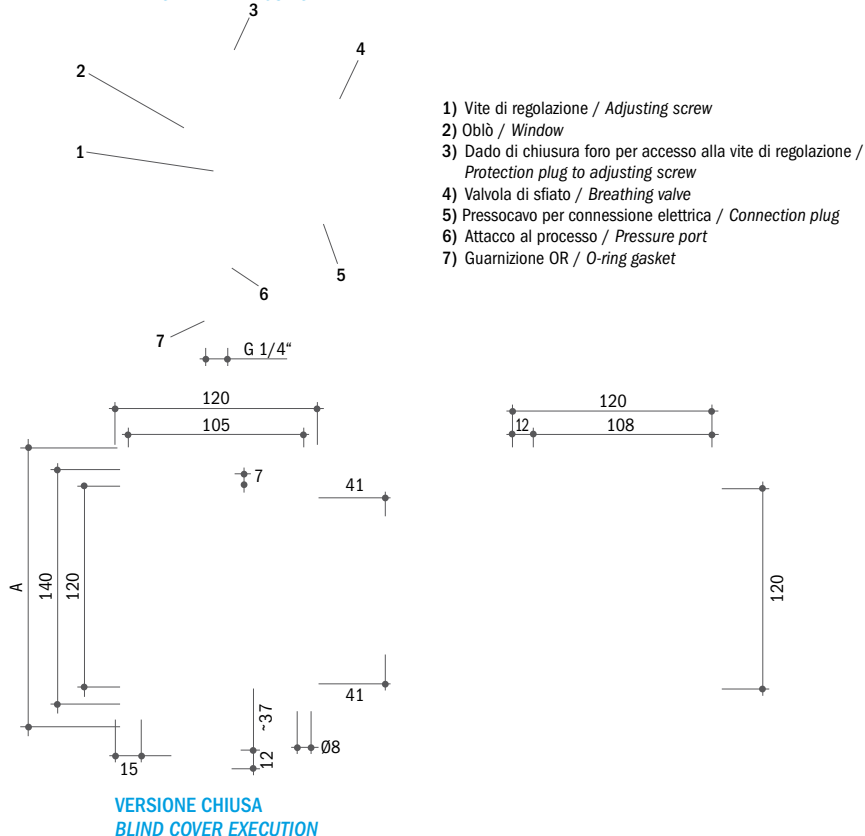 3
4
2
1
5
6
7
1) Vite di regolazione / Adjusting screw
2) Oblò / Window
3) Dado di chiusura foro per accesso alla vite di regolazione /
Protection plug to adjusting screw
4) Valvola di sfiato / Breathing valve
5) Pressocavo per connessione elettrica / Connection plug
6) Attacco al processo / Pressure port
7) Guarnizione OR / O-ring gasket
G 1/4“
120
105
7
41
A
140
120
41
~37
12
Ø8
15
120
12
108
120
VERSIONE CHIUSA
BLIND COVER EXECUTION